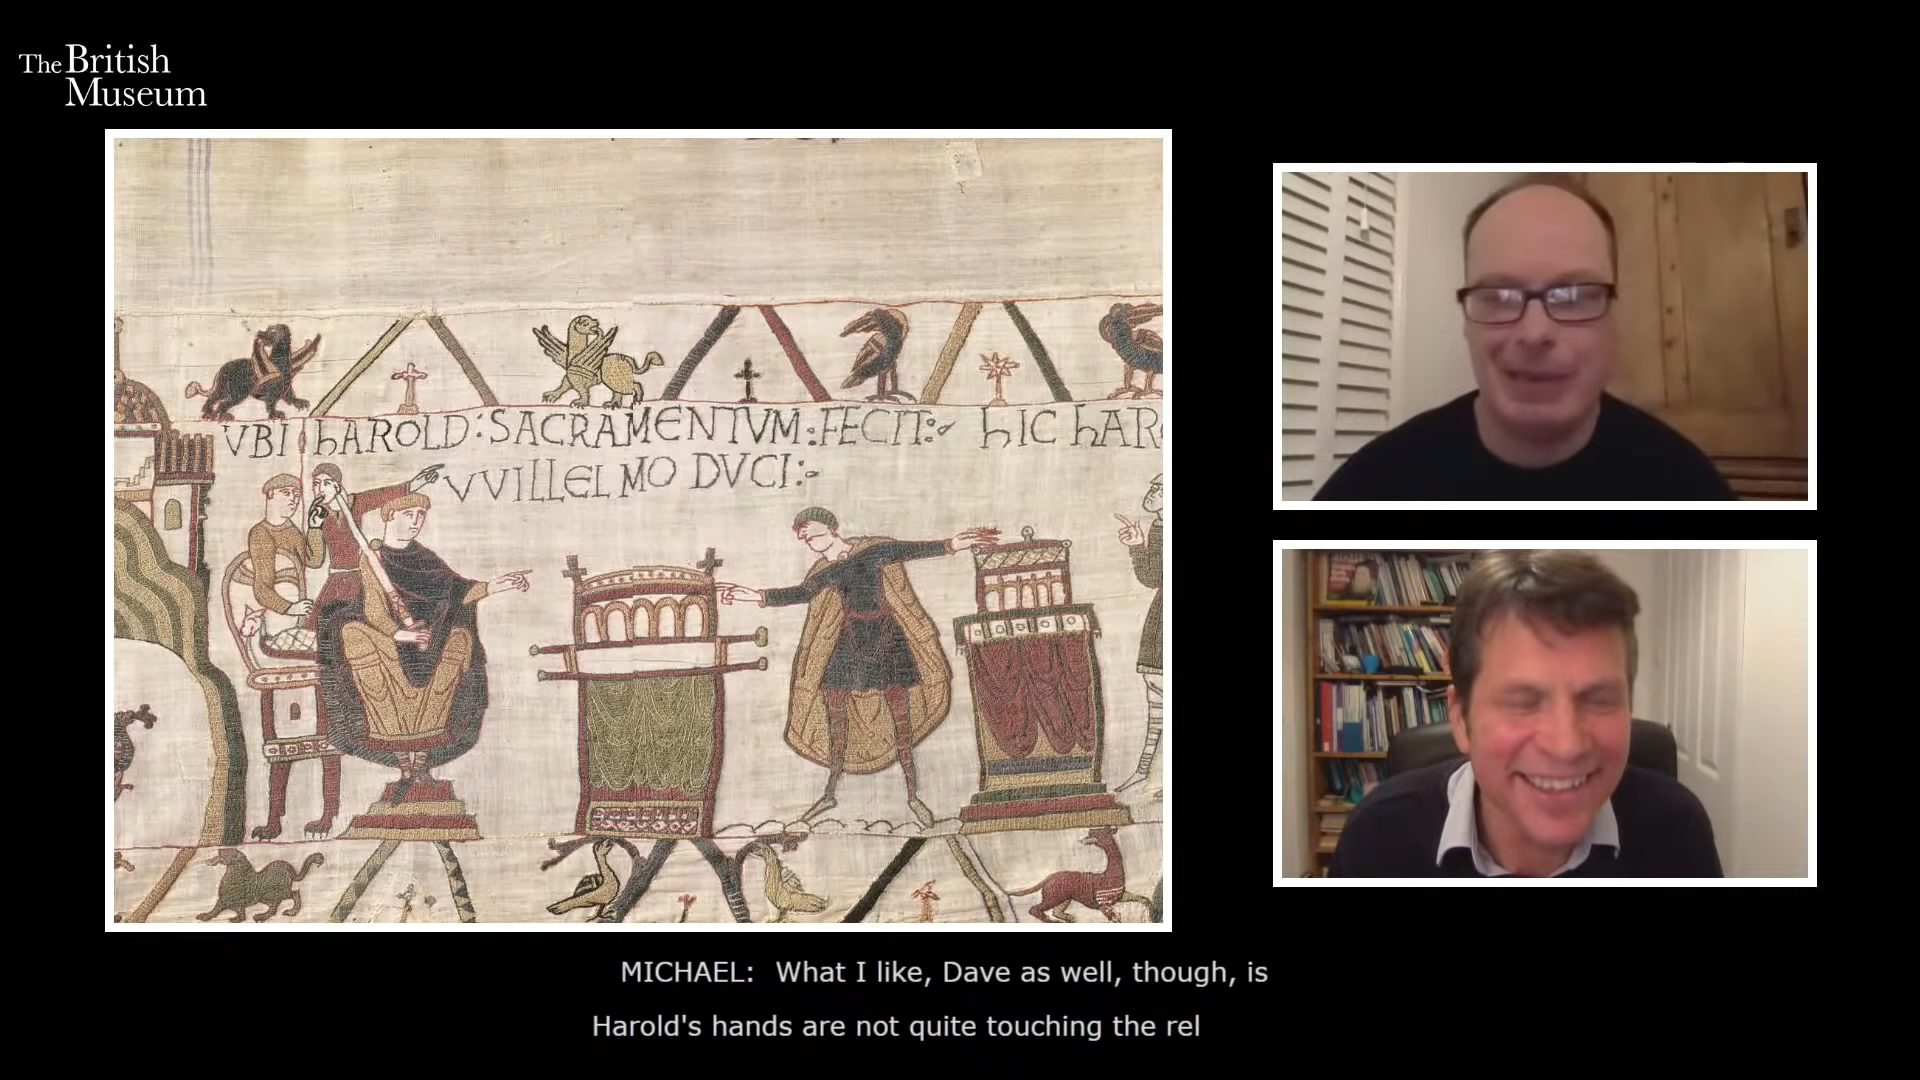 The British
Museum
VBI hAROLD:SACRAMENTVM:FECIT:
hIC hAR
VVILLELMO DVCI:
MICHAEL:  What I like, Dave as well, though, is
Harold's hands are not quite touching the rel